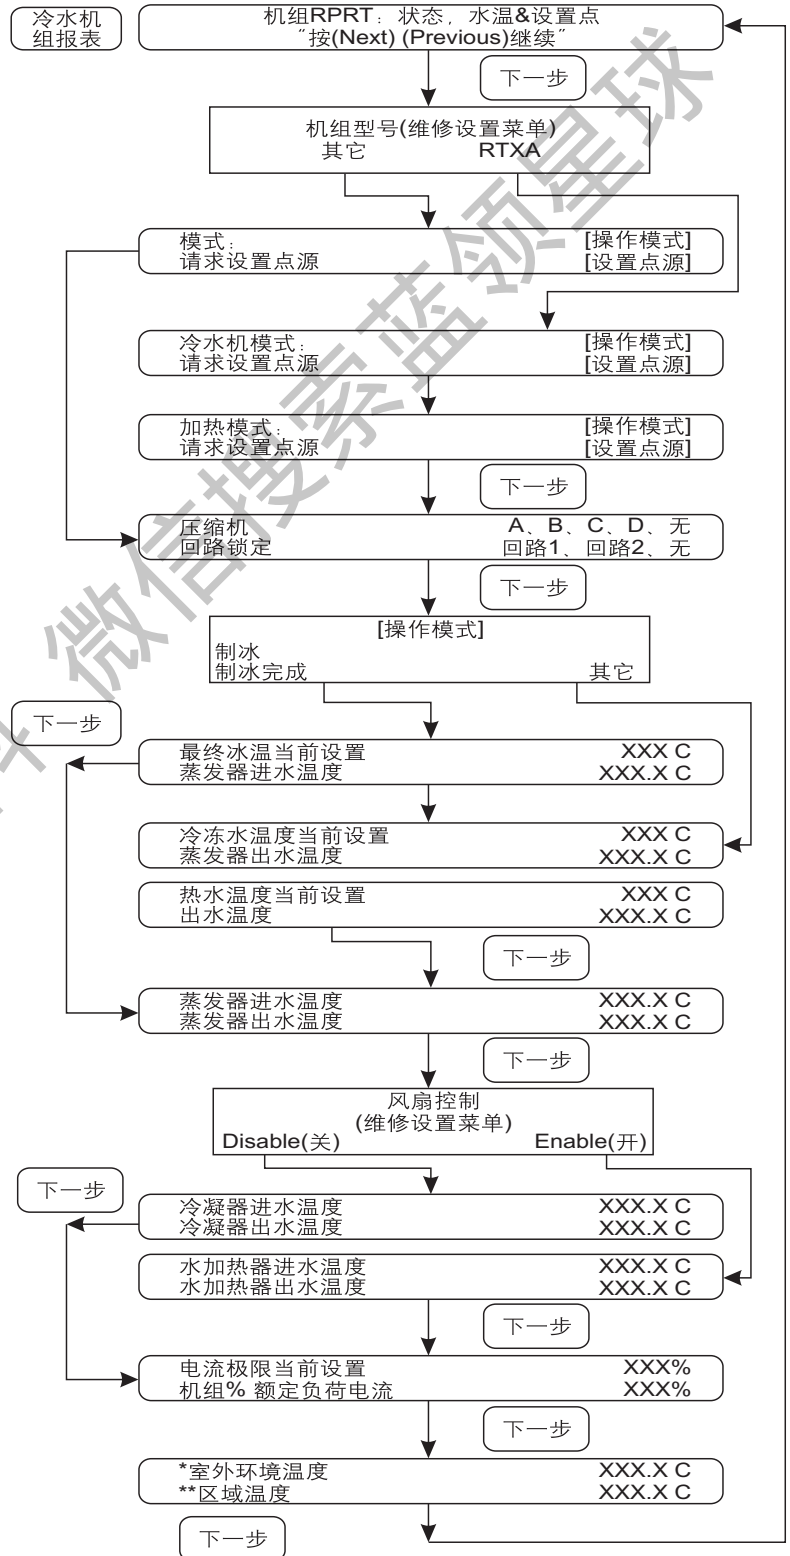 冷水机
组报表
机组RPRT：状态，水温&设置点
“按(Next) (Previous)继续”
下一步
机组型号(维修设置菜单)
其它 RTXA
模式： [操作模式]
请求设置点源 [设置点源]
冷水机模式： [操作模式]
请求设置点源 [设置点源]
加热模式： [操作模式]
请求设置点源 [设置点源]
下一步
压缩机 A、B、C、D、无
回路锁定 回路1、回路2、无
下一步
[操作模式]
制冰
制冰完成 其它
下一步
最终冰温当前设置 XXX C
蒸发器进水温度 XXX.X C
冷冻水温度当前设置 XXX C
蒸发器出水温度 XXX.X C
热水温度当前设置 XXX C
出水温度 XXX.X C
下一步
蒸发器进水温度 XXX.X C
蒸发器出水温度 XXX.X C
下一步
风扇控制
(维修设置菜单)
Disable(关) Enable(开)
下一步
冷凝器进水温度 XXX.X C
冷凝器出水温度 XXX.X C
水加热器进水温度 XXX.X C
水加热器出水温度 XXX.X C
下一步
电流极限当前设置 XXX%
机组% 额定负荷电流 XXX%
下一步
*室外环境温度 XXX.X C
**区域温度 XXX.X C
下一步
微信搜索蓝领星球